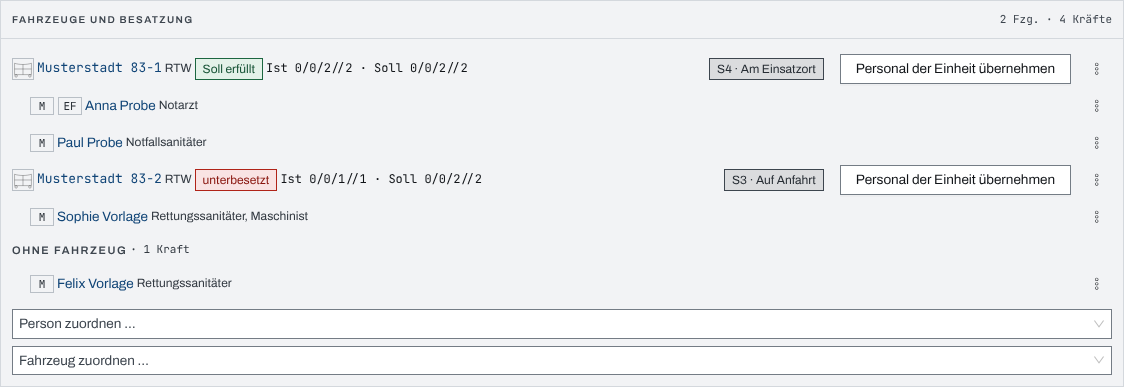 FAHRZEUGE UND BESATZUNG 2 Fzg. · 4 Kräfte
Musterstadt 83-1 RTW Soll erfüllt Ist 0/0/2//2 · Soll 0/0/2//2 S4 · Am Einsatzort Personal der Einheit übernehmen
M EF Anna Probe Notarzt
M Paul Probe Notfallsanitäter
Musterstadt 83-2 RTW unterbesetzt Ist 0/0/1//1 · Soll 0/0/2//2 S3 · Auf Anfahrt Personal der Einheit übernehmen
M Sophie Vorlage Rettungssanitäter, Maschinist
OHNE FAHRZEUG · 1 Kraft
M Felix Vorlage Rettungssanitäter
Person zuordnen ...
Fahrzeug zuordnen ...